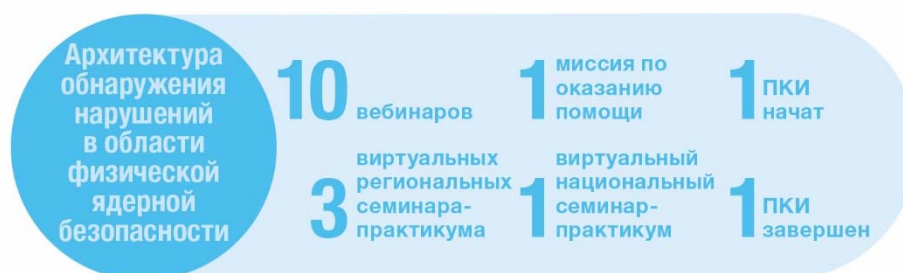 Архитектура
обнаружения
нарушений
в области
физической
ядерной
безопасности
10 вебинаров
1 миссия по
оказанию
помощи
1 ПКИ
начат
3 виртуальных
региональных
семинара-
практикума
1 виртуальный
национальный
семинар-
практикум
1 ПКИ
завершен